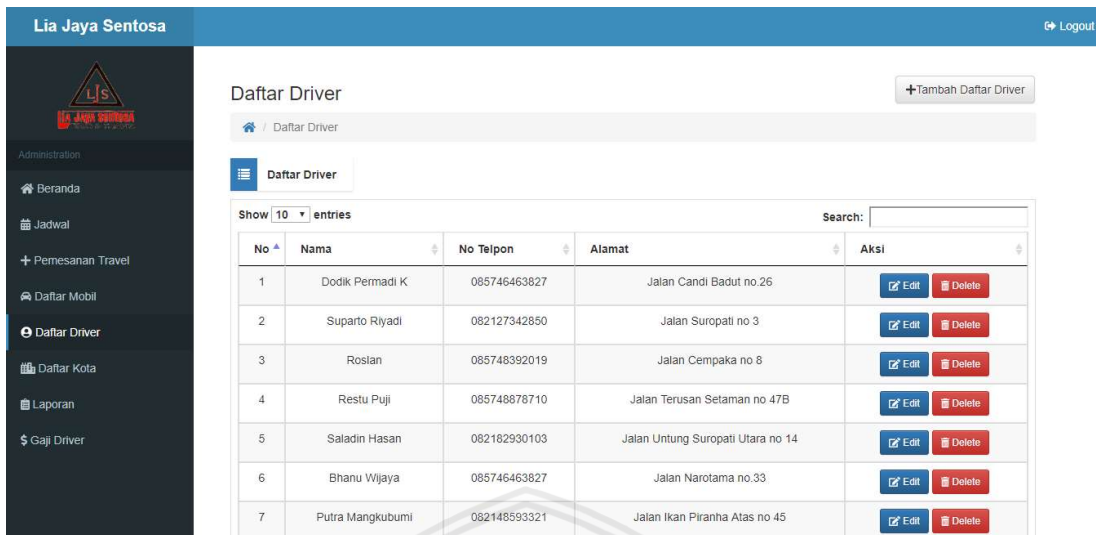 Lia Jaya Sentosa
Logout
LJS
LIA JAYA SENTOSA
Administration
Beranda
Jadwal
Pemesanan Travel
Daftar Mobil
Daftar Driver
Daftar Kota
Laporan
$ Gaji Driver
Daftar Driver
+Tambah Daftar Driver
/ Daftar Driver
Daftar Driver
Show 10 entries
Search:
No Nama No Telpon Alamat Aksi
1 Dodik Permadi K 085746463827 Jalan Candi Badut no.26 Edit Delete
2 Suparto Riyadi 082127342850 Jalan Suropati no 3 Edit Delete
3 Roslan 085748392019 Jalan Cempaka no 8 Edit Delete
4 Restu Puji 085748878710 Jalan Terusan Setaman no 47B Edit Delete
5 Saladin Hasan 082182930103 Jalan Untung Suropati Utara no 14 Edit Delete
6 Bhanu Wijaya 085746463827 Jalan Narotama no.33 Edit Delete
7 Putra Mangkubumi 082148593321 Jalan Ikan Piranha Atas no 45 Edit Delete